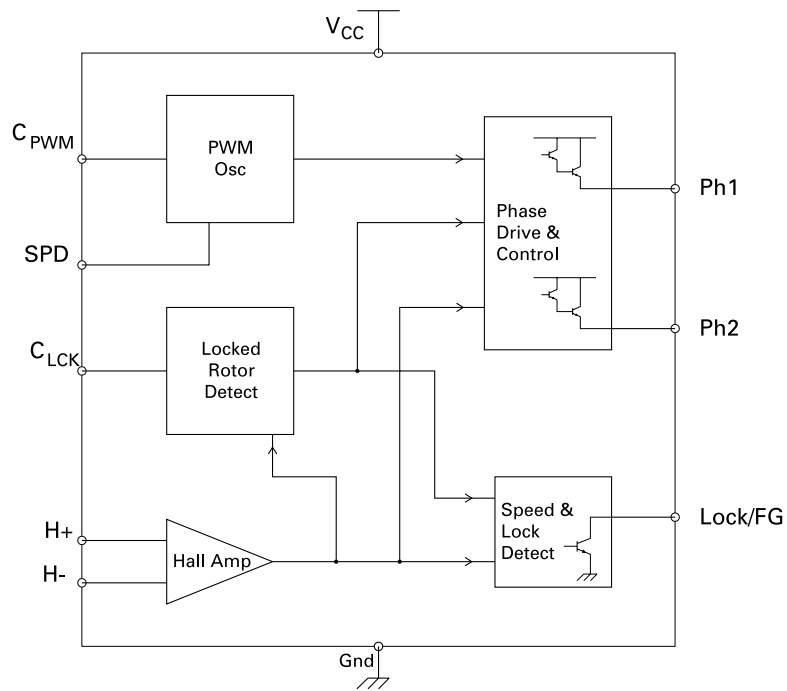 VCC
CPWM
PWM
Osc
SPD
Phase
Drive &
Control
Ph1
Ph2
CLCK
Locked
Rotor
Detect
H+
H-
Hall Amp
Speed &
Lock
Detect
Lock/FG
Gnd